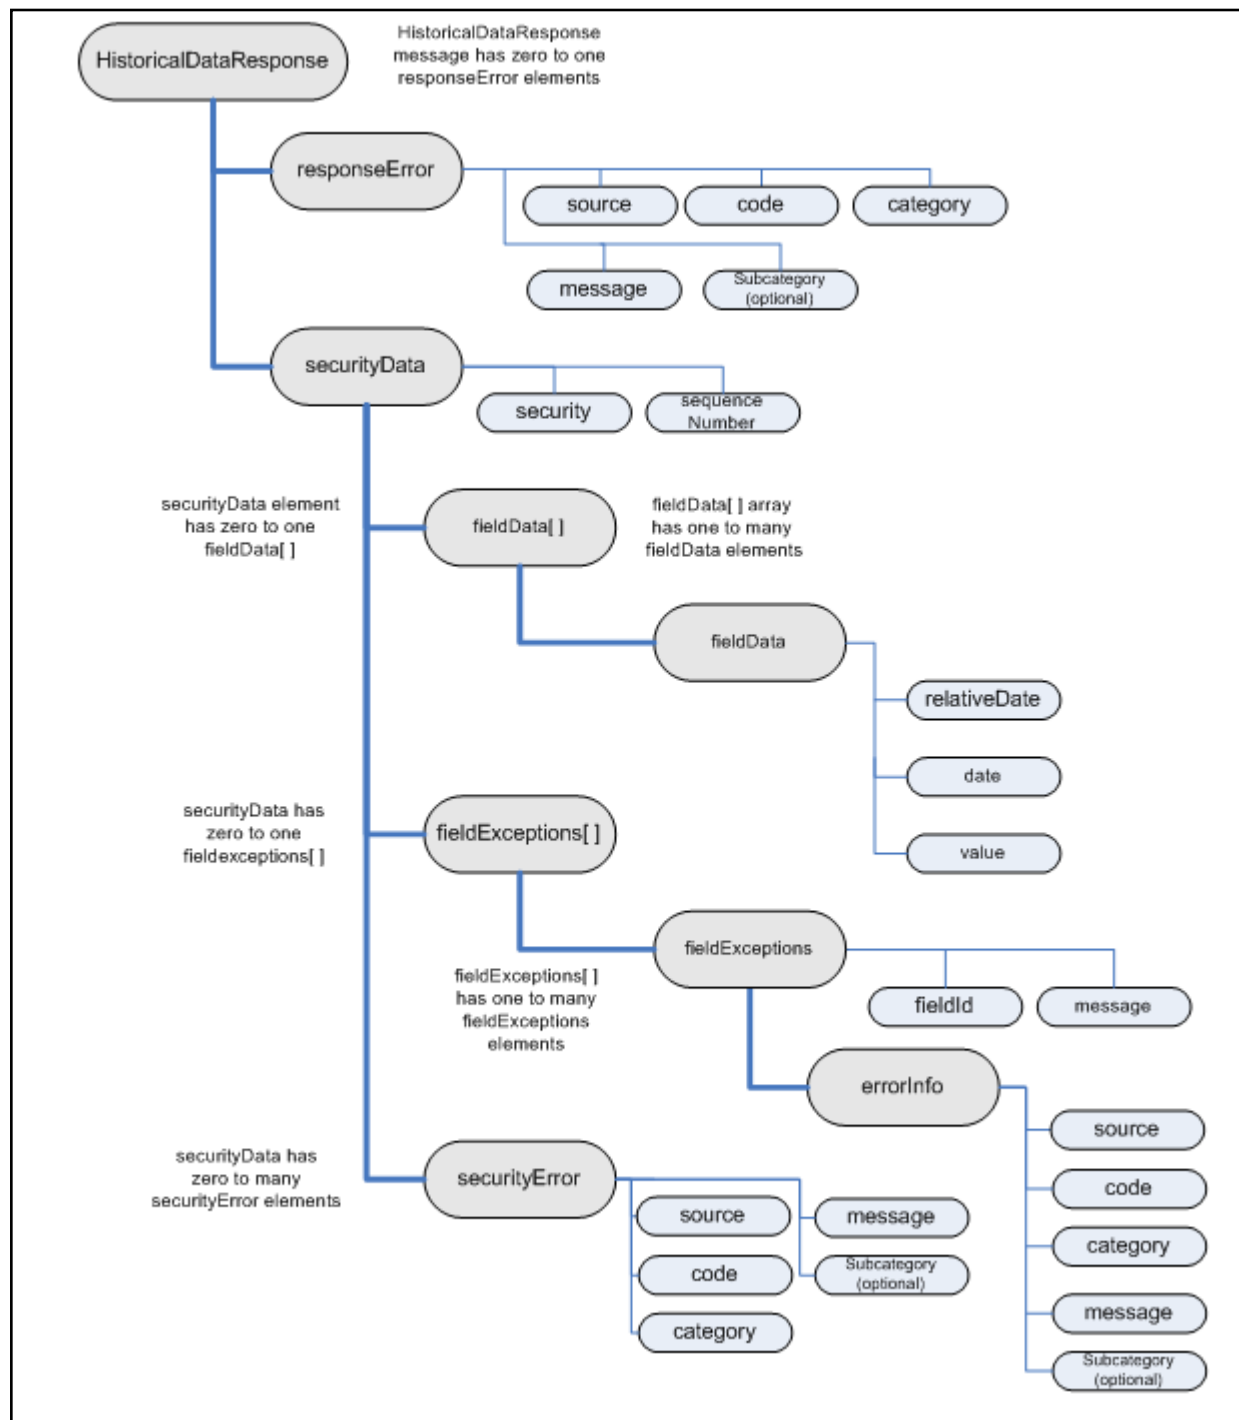 HistoricalDataResponse
HistoricalDataResponse
message has zero to one
responseError elements
responseError
source
code
category
message
Subcategory
(optional)
securityData
security
sequence
Number
securityData element
has zero to one
fieldData[ ]
fieldData[ ]
fieldData[ ] array
has one to many
fieldData elements
fieldData
relativeDate
date
value
securityData has
zero to one
fieldexceptions[ ]
fieldExceptions[ ]
fieldExceptions
fieldId
message
fieldExceptions[ ]
has one to many
fieldExceptions
elements
errorInfo
source
code
category
message
Subcategory
(optional)
securityData has
zero to many
securityError elements
securityError
source
message
code
Subcategory
(optional)
category